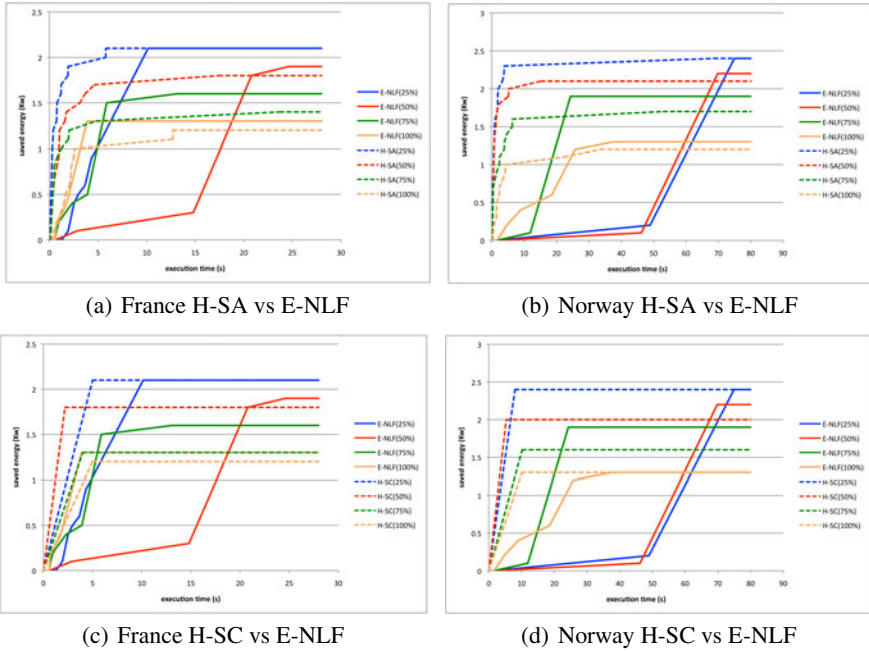 2.5
2
1.5
1
0.5
0
saved energy (Kw)
0 5 10 15 20 25 30
execution time (s)
E-NLF(25%)
E-NLF(50%)
E-NLF(75%)
E-NLF(100%)
H-SA(25%)
H-SA(50%)
H-SA(75%)
H-SA(100%)
(a) France H-SA vs E-NLF
3
2.5
2
1.5
1
0.5
0
saved energy (Kw)
0 10 20 30 40 50 60 70 80 90
execution time (s)
E-NLF(25%)
E-NLF(50%)
E-NLF(75%)
E-NLF(100%)
H-SA(25%)
H-SA(50%)
H-SA(75%)
H-SA(100%)
(b) Norway H-SA vs E-NLF
2.5
2
1.5
1
0.5
0
saved energy (Kw)
0 5 10 15 20 25 30
execution time (s)
E-NLF(25%)
E-NLF(50%)
E-NLF(75%)
E-NLF(100%)
H-SC(25%)
H-SC(50%)
H-SC(75%)
H-SC(100%)
(c) France H-SC vs E-NLF
3
2.5
2
1.5
1
0.5
0
saved energy (Kw)
0 10 20 30 40 50 60 70 80 90
execution time (s)
E-NLF(25%)
E-NLF(50%)
E-NLF(75%)
E-NLF(100%)
H-SC(25%)
H-SC(50%)
H-SC(75%)
H-SC(100%)
(d) Norway H-SC vs E-NLF